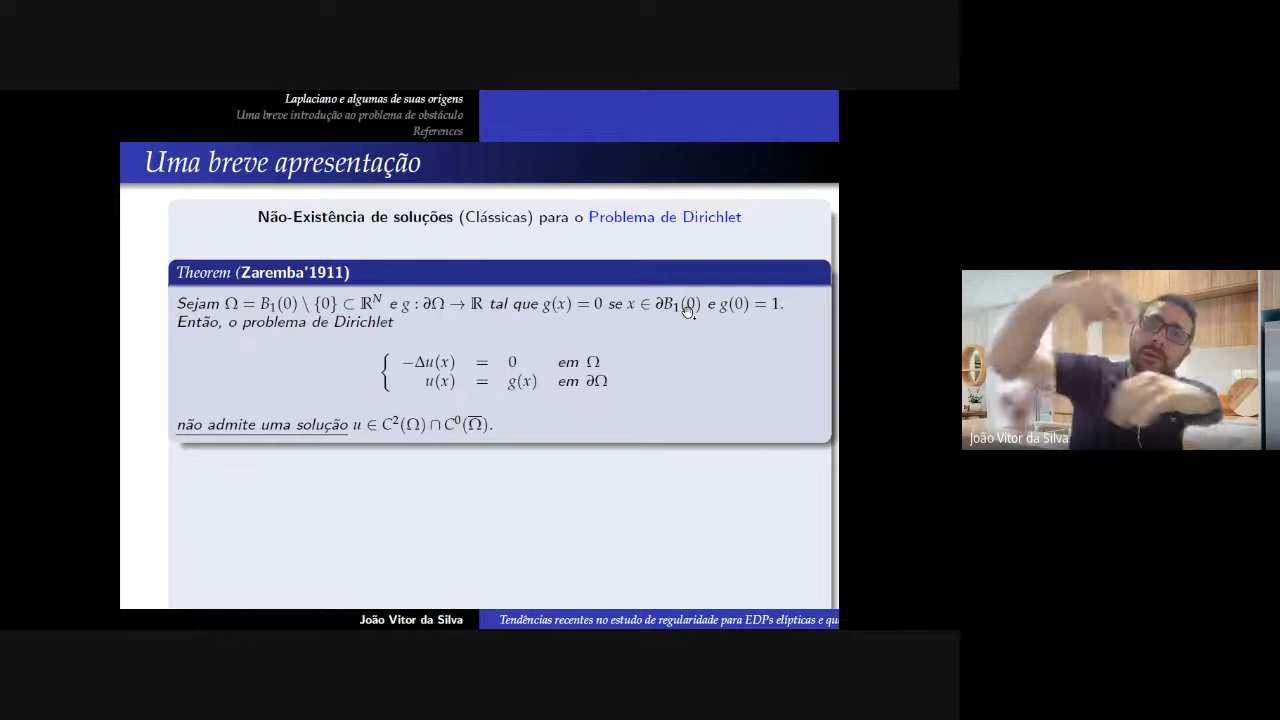 Laplaciano e algumas de suas origens
Uma breve introdução ao problema de obstáculo
References
Uma breve apresentação
Não-Existência de soluções (Clássicas) para o Problema de Dirichlet
Theorem (Zaremba'1911)
Sejam Ω = B₁(0) \ {0} ⊂ ℝᴺ e g : ∂Ω → ℝ tal que g(x) = 0 se x ∈ ∂B₁(0) e g(0) = 1.
Então, o problema de Dirichlet
{ −Δu(x) = 0 em Ω
u(x) = g(x) em ∂Ω
não admite uma solução u ∈ C²(Ω) ∩ C⁰(Ω̅).
João Vitor da Silva
João Vitor da Silva
Tendências recentes no estudo de regularidade para EDPs elípticas e qu